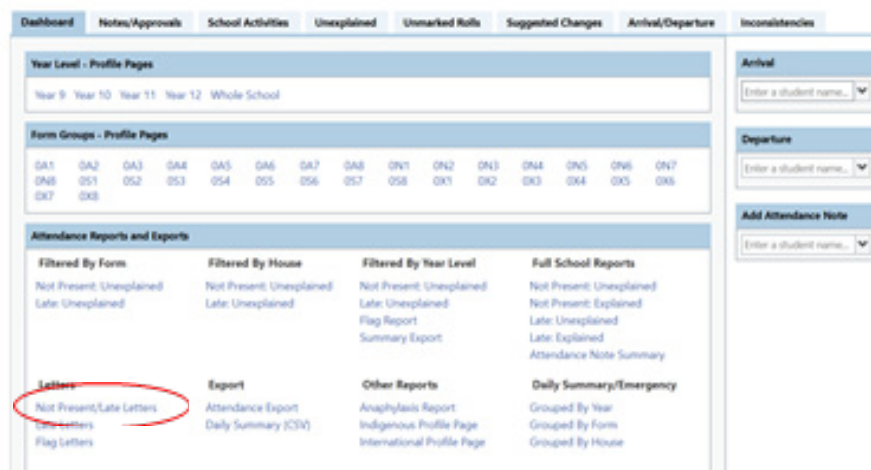 Dashboard Notes/Approvals School Activities Unexplained Unmarked Rolls Suggested Changes Arrival/Departure Inconsistencies
Year Level - Profile Pages
Year 9 Year 10 Year 11 Year 12 Whole School
Form Groups - Profile Pages
0A1 0A2 0A3 0A4 0A5 0A6 0A7 0A8 0N1 0N2 0N3 0N4 0N5 0N6 0N7
0N8 0S1 0S2 0S3 0S4 0S5 0S6 0S7 0S8 0X1 0X2 0X3 0X4 0X5 0X6
0X7 0X8
Attendance Reports and Exports
Filtered By Form
Not Present: Unexplained
Late: Unexplained
Filtered By House
Not Present: Unexplained
Late: Unexplained
Filtered By Year Level
Not Present: Unexplained
Late: Unexplained
Flag Report
Summary Export
Full School Reports
Not Present: Unexplained
Not Present: Explained
Late: Unexplained
Late: Explained
Attendance Note Summary
Letters
Not Present/Late Letters
Late Letters
Flag Letters
Export
Attendance Export
Daily Summary (CSV)
Other Reports
Anaphylaxis Report
Indigenous Profile Page
International Profile Page
Daily Summary/Emergency
Grouped By Year
Grouped By Form
Grouped By House
Arrival
Enter a student name...
Departure
Enter a student name...
Add Attendance Note
Enter a student name...